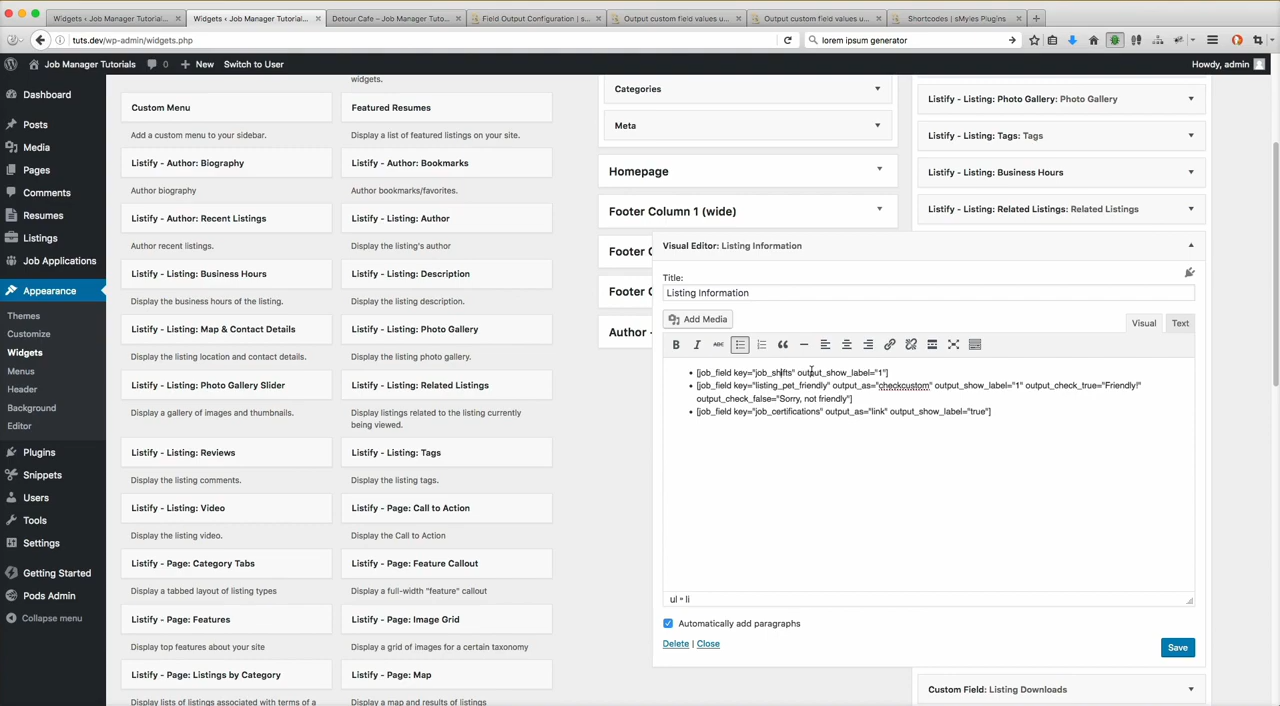 Widgets ‹ Job Manager Tutorial...
Widgets ‹ Job Manager Tutorial...
Detour Cafe – Job Manager Tuto...
Field Output Configuration | s...
Output custom field values u...
Output custom field values u...
Shortcodes | sMyles Plugins
tuts.dev/wp-admin/widgets.php
lorem ipsum generator
Job Manager Tutorials
0
New
Switch to User
Howdy, admin
Dashboard
Posts
Media
Pages
Comments
Resumes
Listings
Job Applications
Appearance
Themes
Customize
Widgets
Menus
Header
Background
Editor
Plugins
Snippets
Users
Tools
Settings
Getting Started
Pods Admin
Collapse menu
widgets.
Custom Menu
Featured Resumes
Add a custom menu to your sidebar.
Display a list of featured listings on your site.
Listify - Author: Biography
Listify - Author: Bookmarks
Author biography
Author bookmarks/favorites.
Listify - Author: Recent Listings
Listify - Listing: Author
Author recent listings.
Display the listing's author
Listify - Listing: Business Hours
Listify - Listing: Description
Display the business hours of the listing.
Display the listing description.
Listify - Listing: Map & Contact Details
Listify - Listing: Photo Gallery
Display the listing location and contact details.
Display the listing photo gallery.
Listify - Listing: Photo Gallery Slider
Listify - Listing: Related Listings
Display a gallery of images and thumbnails.
Display listings related to the listing currently
being viewed.
Listify - Listing: Reviews
Listify - Listing: Tags
Display the listing comments.
Display the listing tags.
Listify - Listing: Video
Listify - Page: Call to Action
Display the listing video.
Display the Call to Action
Listify - Page: Category Tabs
Listify - Page: Feature Callout
Display a tabbed layout of listing types
Display a full-width "feature" callout
Listify - Page: Features
Listify - Page: Image Grid
Display top features about your site
Display a grid of images for a certain taxonomy
Listify - Page: Listings by Category
Listify - Page: Map
Display lists of listings associated with terms of a
Display a map and results of listings
Categories
Meta
Homepage
Footer Column 1 (wide)
Footer C
Footer C
Author -
Listify - Listing: Photo Gallery: Photo Gallery
Listify - Listing: Tags: Tags
Listify - Listing: Business Hours
Listify - Listing: Related Listings: Related Listings
Visual Editor: Listing Information
Title:
Listing Information
Add Media
Visual
Text
B I ABC
• [job_field key="job_shifts" output_show_label="1"]
• [job_field key="listing_pet_friendly" output_as="checkcustom" output_show_label="1" output_check_true="Friendly!"
output_check_false="Sorry, not friendly"]
• [job_field key="job_certifications" output_as="link" output_show_label="true"]
ul » li
Automatically add paragraphs
Delete | Close
Save
Custom Field: Listing Downloads